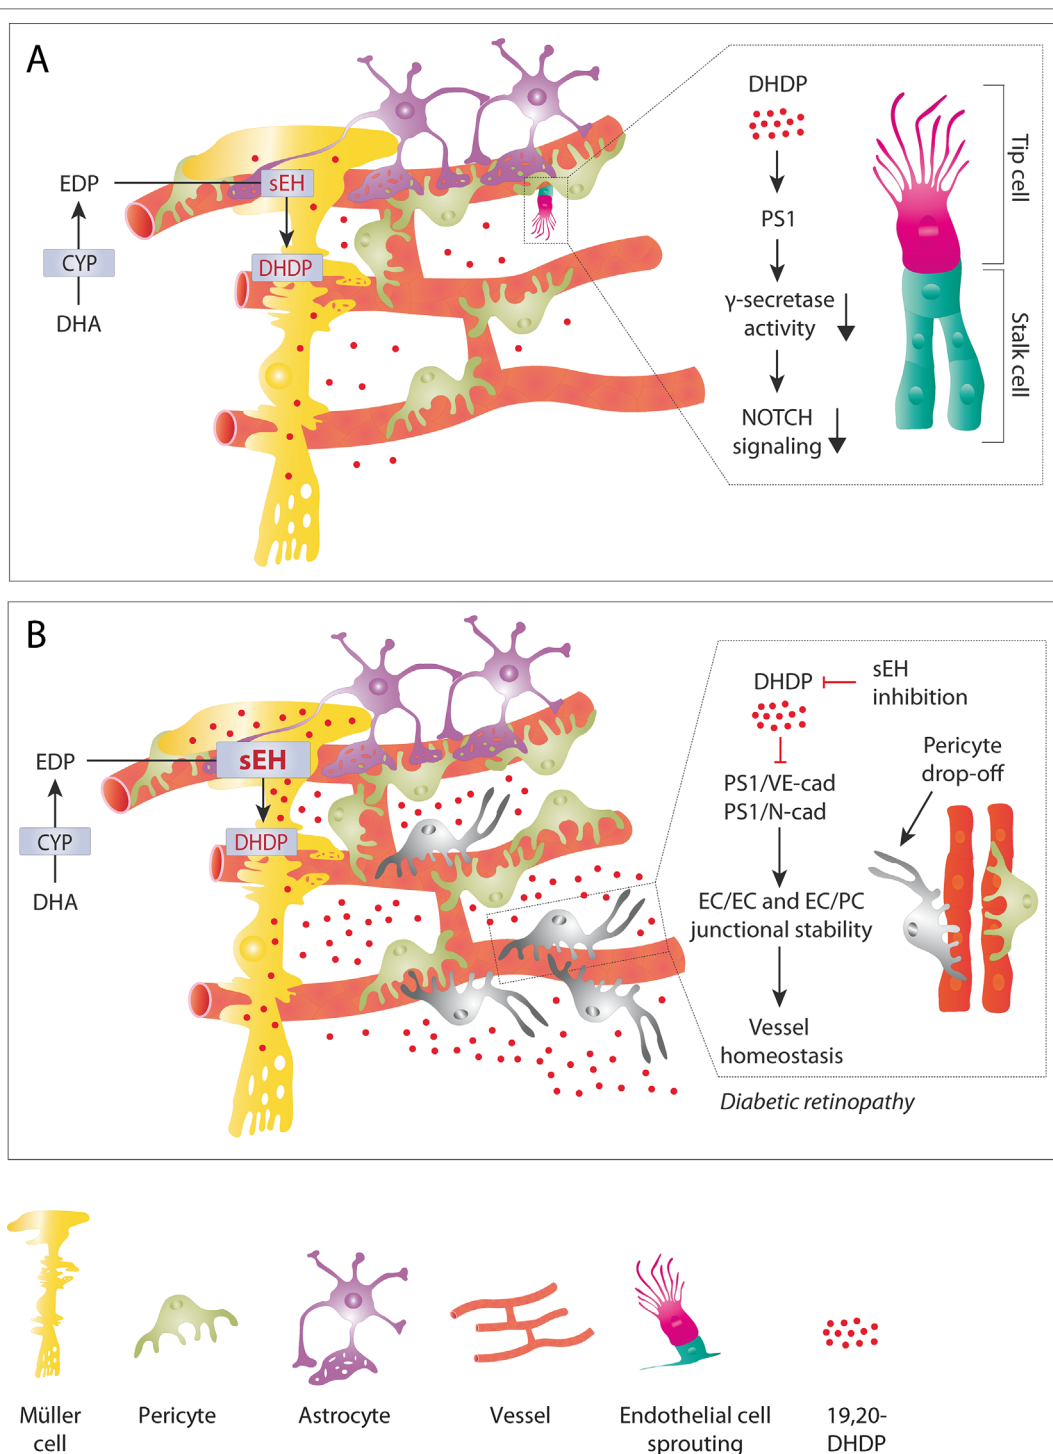 A
EDP
sEH
CYP
DHDP
DHA
DHDP
PS1
γ-secretase
activity
NOTCH
signaling
Tip cell
Stalk cell
B
EDP
sEH
CYP
DHDP
DHA
DHDP
sEH
inhibition
PS1/VE-cad
PS1/N-cad
Pericyte
drop-off
EC/EC and EC/PC
junctional stability
Vessel
homeostasis
Diabetic retinopathy
Müller
cell
Pericyte
Astrocyte
Vessel
Endothelial cell
sprouting
19,20-
DHDP